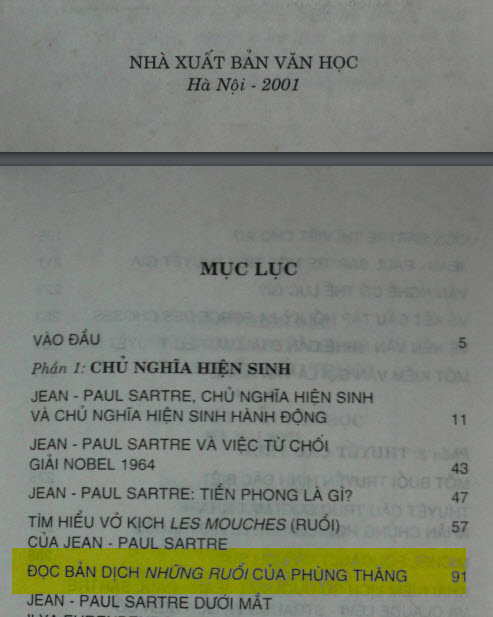 NHÀ XUẤT BẢN VĂN HỌC
Hà Nội - 2001
MỤC LỤC
VÀO ĐẦU 5
Phần 1: CHỦ NGHĨA HIỆN SINH
JEAN - PAUL SARTRE, CHỦ NGHĨA HIỆN SINH
VÀ CHỦ NGHĨA HIỆN SINH HÀNH ĐỘNG 11
JEAN - PAUL SARTRE VÀ VIỆC TỪ CHỐI
GIẢI NOBEL 1964 43
JEAN - PAUL SARTRE: TIỀN PHONG LÀ GÌ? 47
TÌM HIỂU VỞ KỊCH LES MOUCHES (RUỒI) 57
CỦA JEAN - PAUL SARTRE
ĐỌC BẢN DỊCH NHỮNG RUỒI CỦA PHÙNG THĂNG 91
JEAN - PAUL SARTRE DƯỚI MẮT